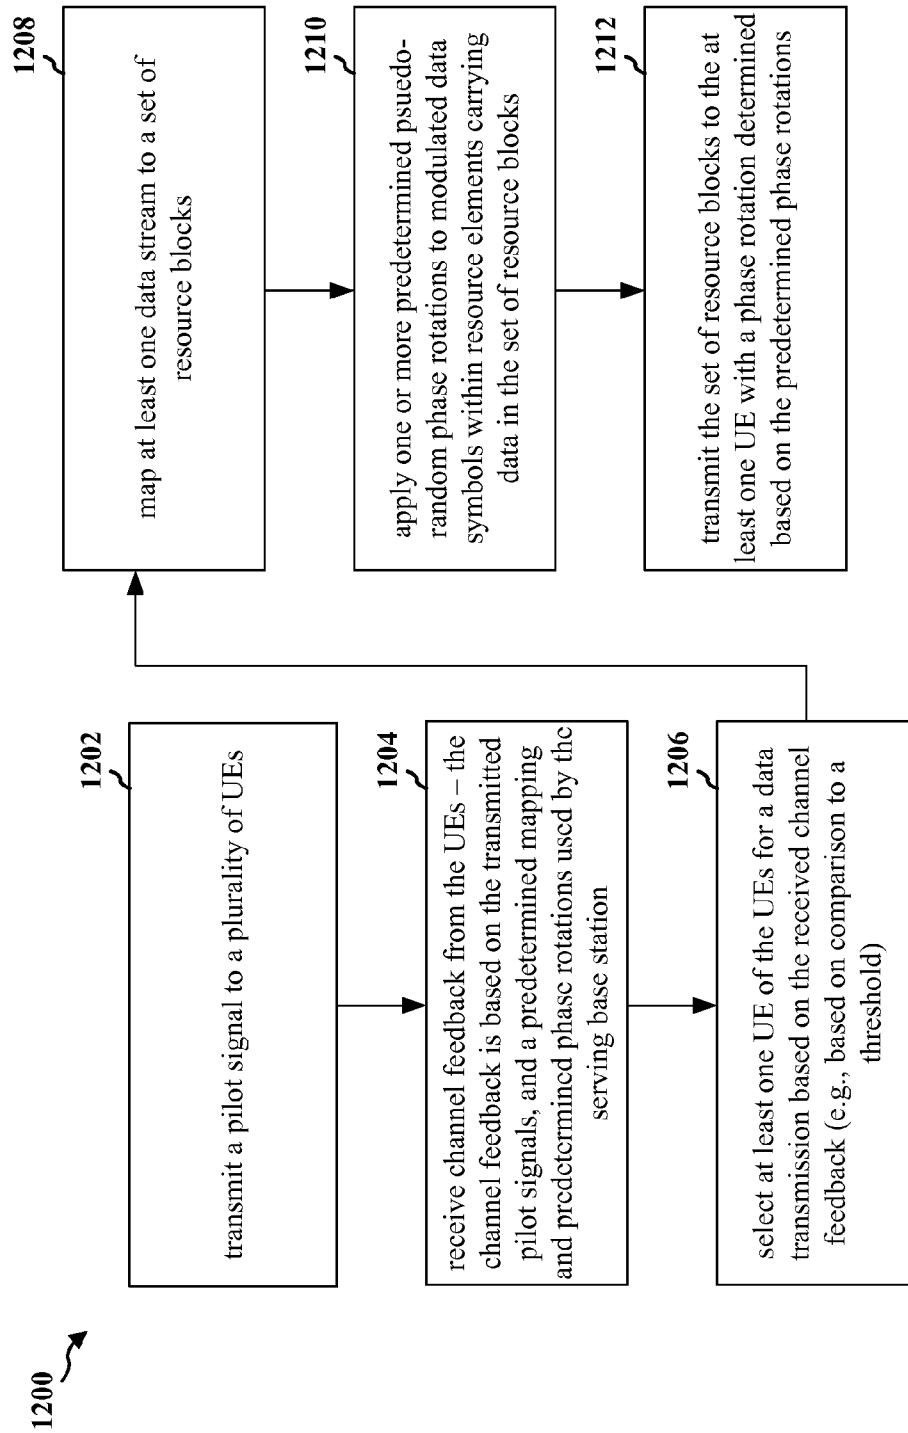 1200
1202
transmit a pilot signal to a plurality of UEs
1204
receive channel feedback from the UEs – the
channel feedback is based on the transmitted
pilot signals, and a predetermined mapping
and predetermined phase rotations used by the
serving base station
1206
select at least one UE of the UEs for a data
transmission based on the received channel
feedback (e.g., based on comparison to a
threshold)
1208
map at least one data stream to a set of
resource blocks
1210
apply one or more predetermined psuedo-
random phase rotations to modulated data
symbols within resource elements carrying
data in the set of resource blocks
1212
transmit the set of resource blocks to the at
least one UE with a phase rotation determined
based on the predetermined phase rotations